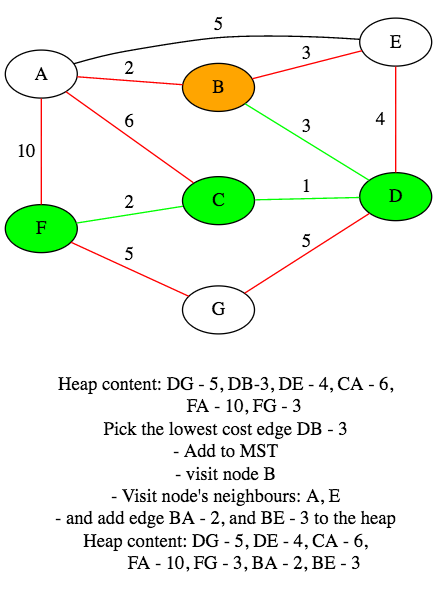 5
E
A
2
3
B
6
3
10
4
2
C
1
D
F
5
5
G
Heap content: DG - 5, DB-3, DE - 4, CA - 6,
FA - 10, FG - 3
Pick the lowest cost edge DB - 3
- Add to MST
- visit node B
- Visit node's neighbours: A, E
- and add edge BA - 2, and BE - 3 to the heap
Heap content: DG - 5, DE - 4, CA - 6,
FA - 10, FG - 3, BA - 2, BE - 3